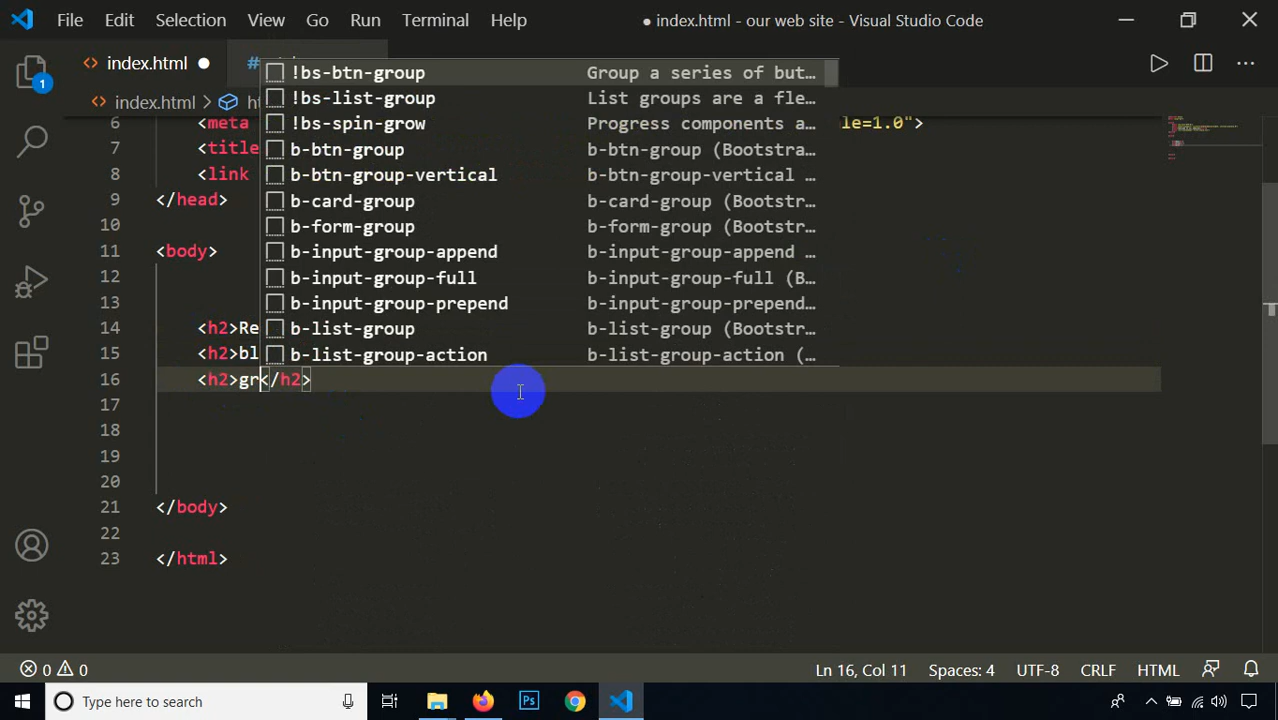 File Edit Selection View Go Run Terminal Help ● index.html - our web site - Visual Studio Code
<> index.html ● #
<> index.html >
6 <meta le=1.0">
7 <title
8 <link
9 </head>
10
11 <body>
12
13
14 <h2>Re
15 <h2>bl
16 <h2>gr</h2>
17
18
19
20
21 </body>
22
23 </html>
!bs-btn-group Group a series of but…
!bs-list-group List groups are a fle…
!bs-spin-grow Progress components a…
b-btn-group b-btn-group (Bootstra…
b-btn-group-vertical b-btn-group-vertical …
b-card-group b-card-group (Bootstr…
b-form-group b-form-group (Bootstr…
b-input-group-append b-input-group-append …
b-input-group-full b-input-group-full (B…
b-input-group-prepend b-input-group-prepend…
b-list-group b-list-group (Bootstr…
b-list-group-action b-list-group-action (…
1
0 0 Ln 16, Col 11 Spaces: 4 UTF-8 CRLF HTML
Type here to search Ps